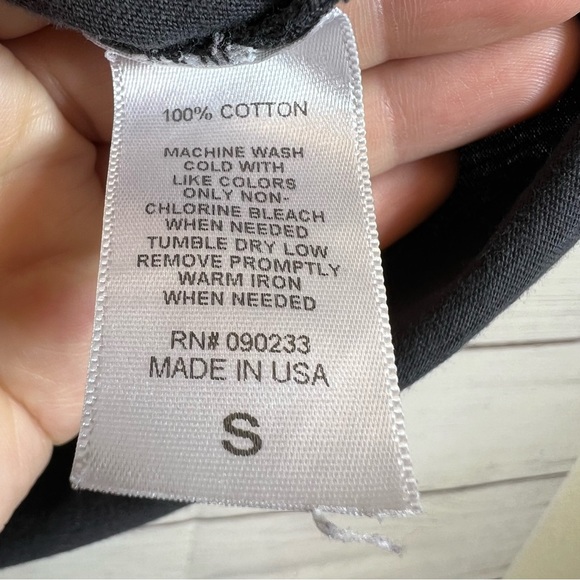 100% COTTON
MACHINE WASH
COLD WITH
LIKE COLORS
ONLY NON-
CHLORINE BLEACH
WHEN NEEDED
TUMBLE DRY LOW
REMOVE PROMPTLY
WARM IRON
WHEN NEEDED
RN# 090233
MADE IN USA
S